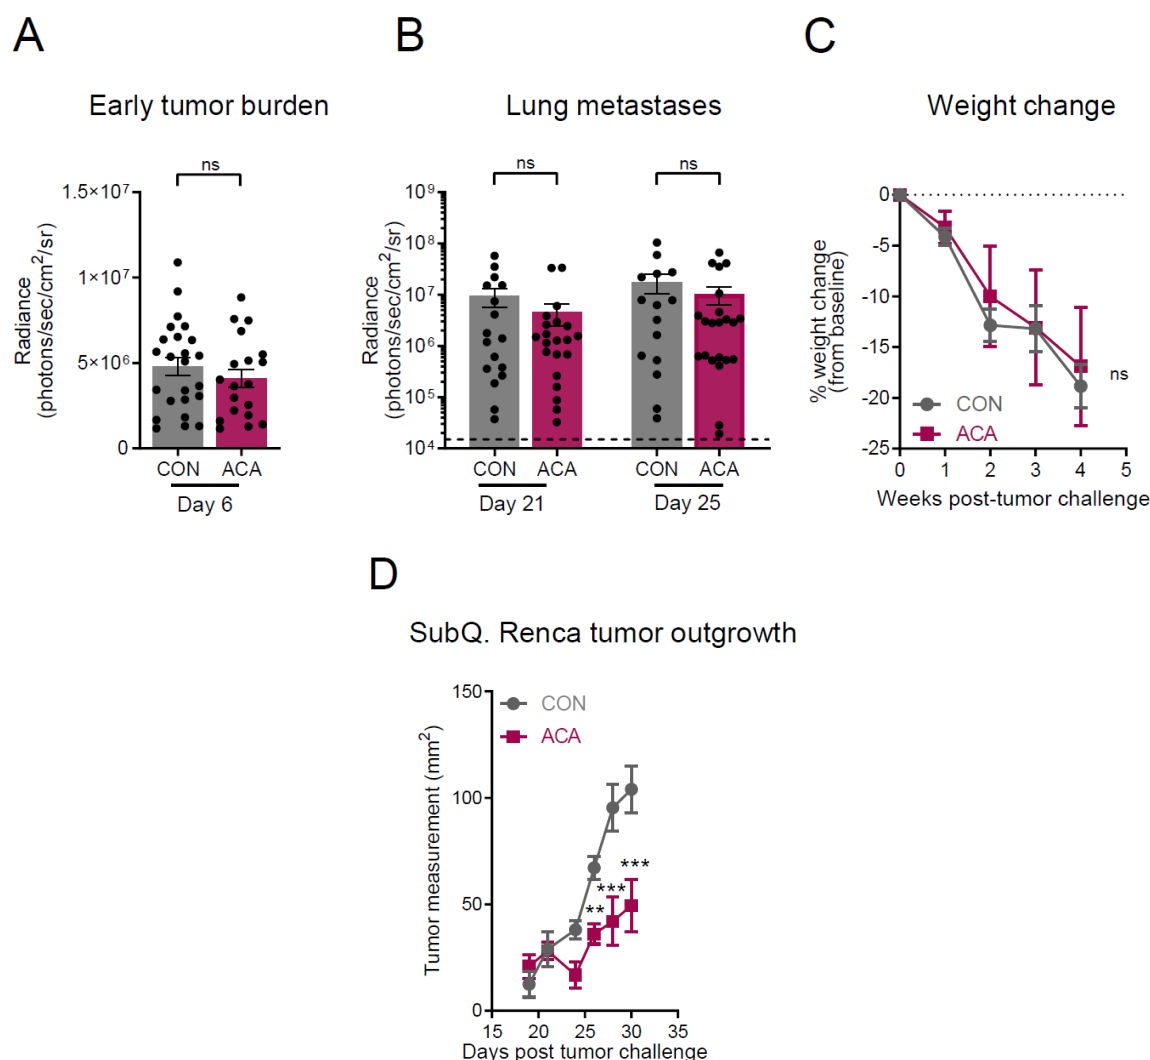 A
Early tumor burden
ns
Radiance
(photons/sec/cm²/sr)
1.5×10⁷
1×10⁷
5×10⁶
0
CON ACA
Day 6
B
Lung metastases
ns ns
Radiance
(photons/sec/cm²/sr)
10⁹
10⁸
10⁷
10⁶
10⁵
10⁴
CON ACA CON ACA
Day 21 Day 25
C
Weight change
% weight change
(from baseline)
0
-5
-10
-15
-20
-25
ns
CON
ACA
0 1 2 3 4 5
Weeks post-tumor challenge
D
SubQ. Renca tumor outgrowth
Tumor measurement (mm²)
150
100
50
0
CON
ACA
** *** ***
15 20 25 30 35
Days post tumor challenge